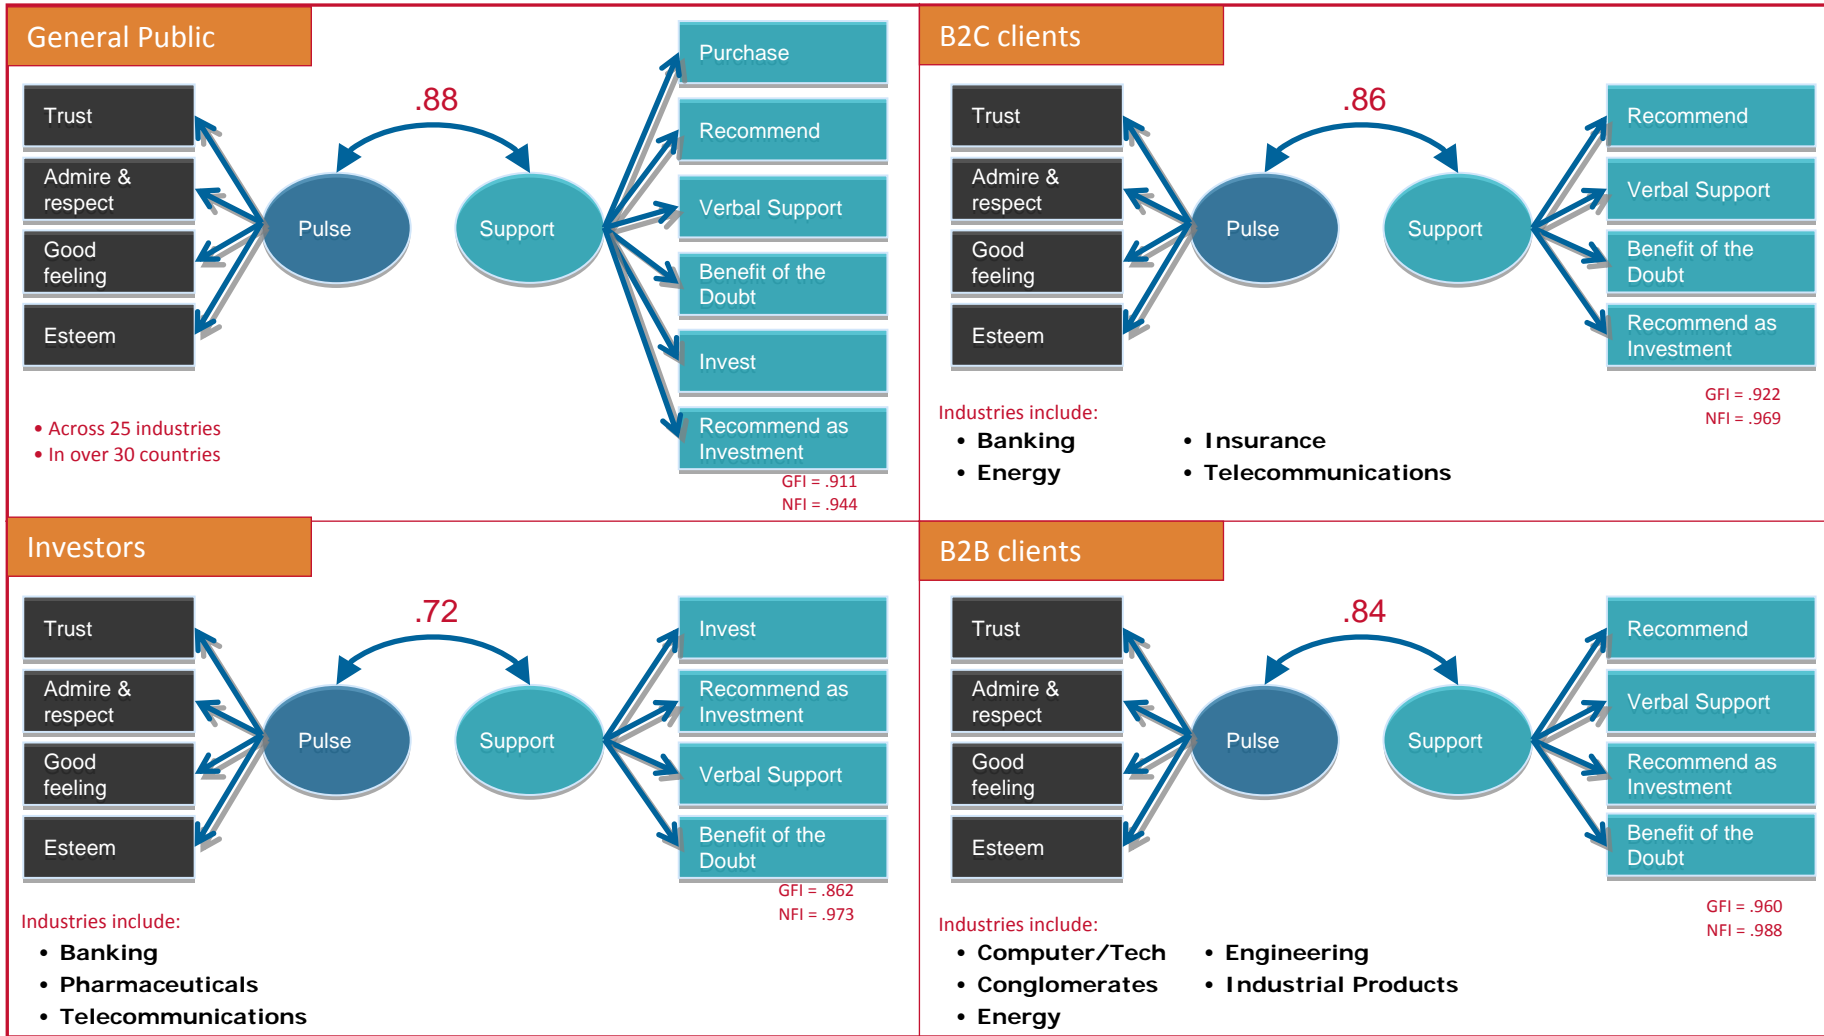 General Public
Trust
Admire &
respect
Good
feeling
Esteem
.88
Pulse
Support
Purchase
Recommend
Verbal Support
Benefit of the
Doubt
Invest
Recommend as
Investment
• Across 25 industries
• In over 30 countries
GFI = .911
NFI = .944
B2C clients
Trust
Admire &
respect
Good
feeling
Esteem
.86
Pulse
Support
Recommend
Verbal Support
Benefit of the
Doubt
Recommend as
Investment
GFI = .922
NFI = .969
Industries include:
• Banking
• Energy
• Insurance
• Telecommunications
Investors
Trust
Admire &
respect
Good
feeling
Esteem
.72
Pulse
Support
Invest
Recommend as
Investment
Verbal Support
Benefit of the
Doubt
GFI = .862
NFI = .973
Industries include:
• Banking
• Pharmaceuticals
• Telecommunications
B2B clients
Trust
Admire &
respect
Good
feeling
Esteem
.84
Pulse
Support
Recommend
Verbal Support
Recommend as
Investment
Benefit of the
Doubt
GFI = .960
NFI = .988
Industries include:
• Computer/Tech
• Conglomerates
• Energy
• Engineering
• Industrial Products